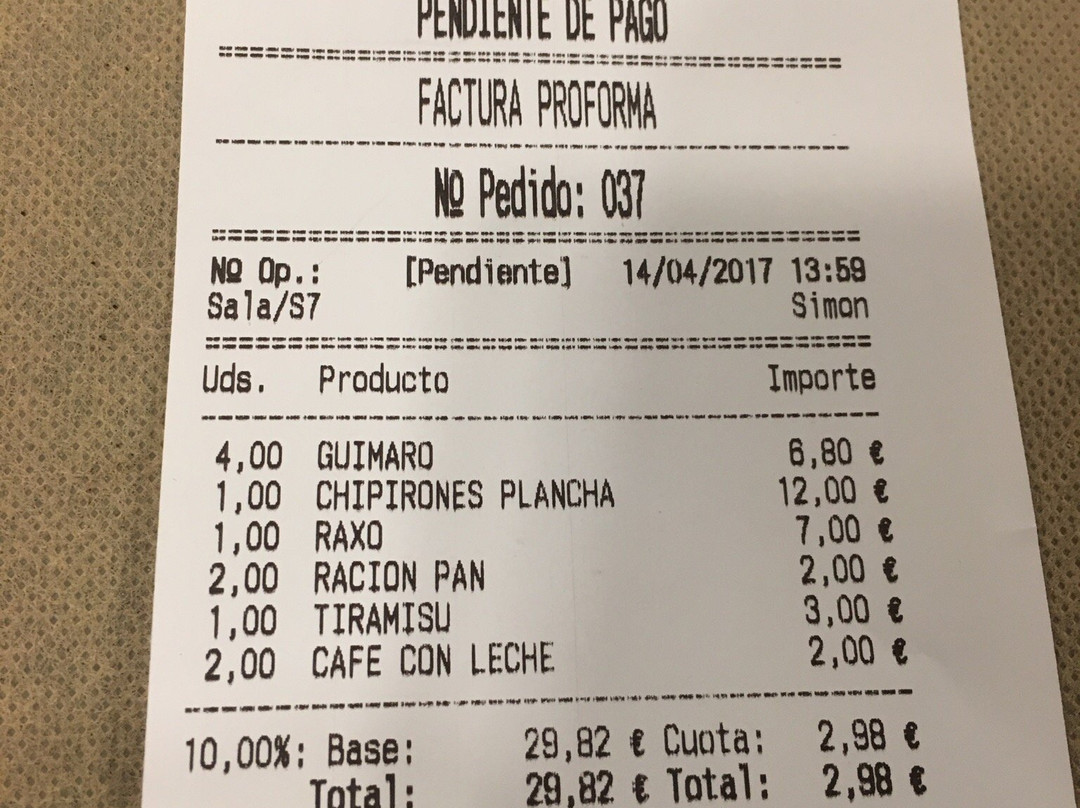 PENDIENTE DE PAGO
FACTURA PROFORMA
Nº Pedido: 037
Nº Op.: [Pendiente] 14/04/2017 13:59
Sala/S7 Simon
Uds. Producto Importe
4,00 GUIMARO 6,80 €
1,00 CHIPIRONES PLANCHA 12,00 €
1,00 RAXO 7,00 €
2,00 RACION PAN 2,00 €
1,00 TIRAMISU 3,00 €
2,00 CAFE CON LECHE 2,00 €
10,00%: Base: 29,82 € Cuota: 2,98 €
Total: 29,82 € Total: 2,98 €